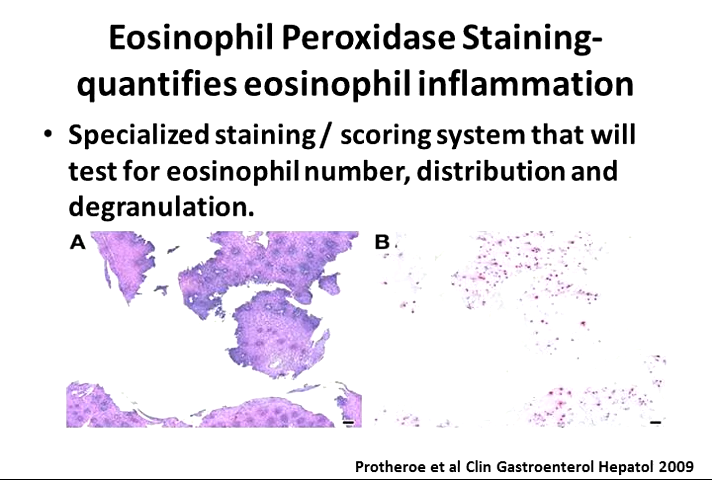 Eosinophil Peroxidase Staining-
quantifies eosinophil inflammation
• Specialized staining / scoring system that will
test for eosinophil number, distribution and
degranulation.
A
B
Protheroe et al Clin Gastroenterol Hepatol 2009